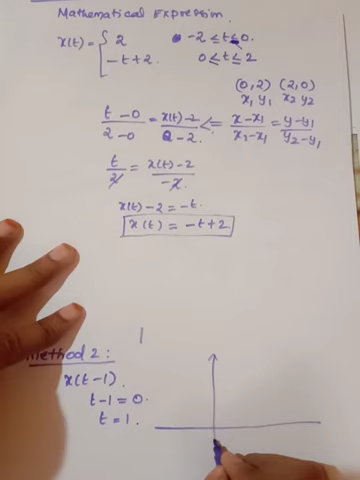 Mathematical Expression
x(t) = { 2 -2 ≤ t ≤ 0.
-t+2. 0 ≤ t ≤ 2
(0,2) (2,0)
x₁ y₁ x₂ y₂
(t-0)/(2-0) = (x(t)-2)/(0-2). <= (x-x₁)/(x₂-x₁) = (y-y₁)/(y₂-y₁)
t/2 = (x(t)-2)/(-2)
x(t)-2 = -t.
x(t) = -t+2
Method 2:
x(t-1).
t-1=0.
t=1.